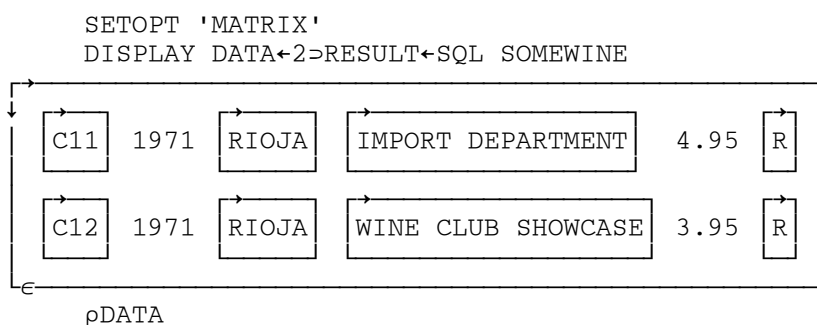 SETOPT 'MATRIX'
DISPLAY DATA←2⊃RESULT←SQL SOMEWINE
C11 1971 RIOJA IMPORT DEPARTMENT 4.95 R
C12 1971 RIOJA WINE CLUB SHOWCASE 3.95 R
⍴DATA